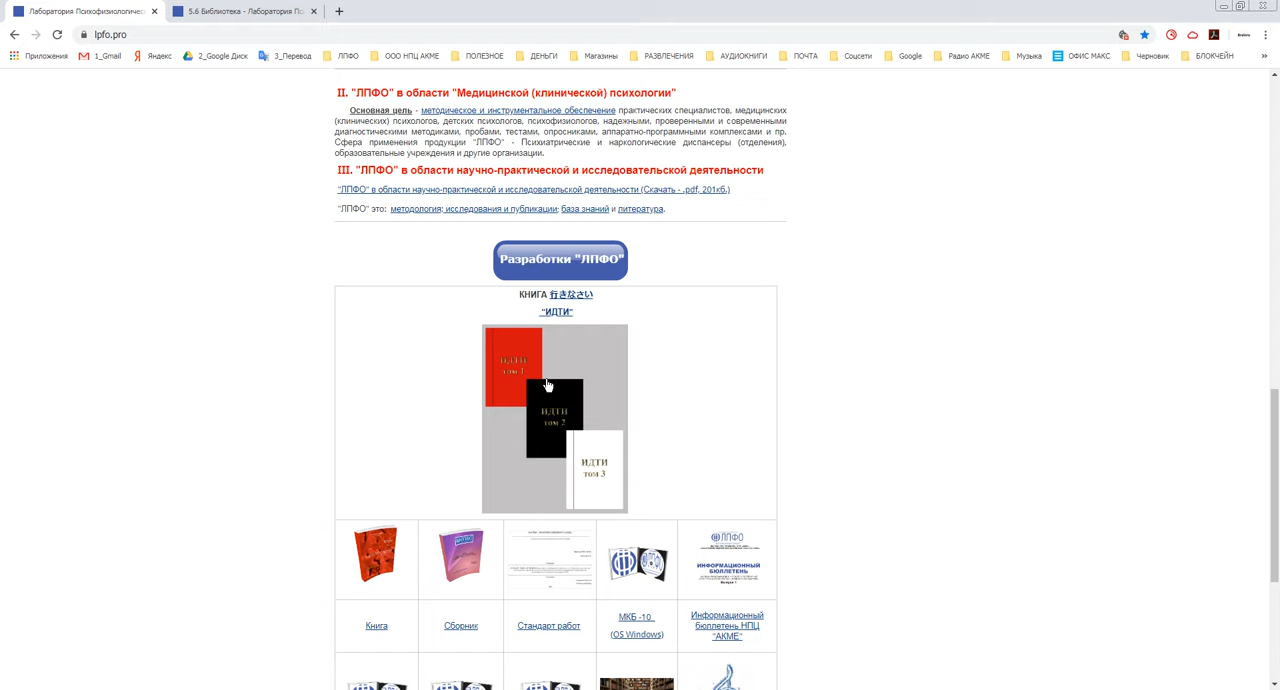 Лаборатория Психофизиологичес
5.6 Библиотека - Лаборатория По
lpfo.pro
Приложения 1_Gmail Яндекс 2_Google Диск 3_Перевод ЛПФО ООО НПЦ АКМЕ ПОЛЕЗНОЕ ДЕНЬГИ Магазины РАЗВЛЕЧЕНИЯ АУДИОКНИГИ ПОЧТА Соцсети Google Радио АКМЕ Музыка ОФИС МАКС Черновик БЛОКЧЕЙН
II. "ЛПФО" в области "Медицинской (клинической) психологии"
Основная цель - методическое и инструментальное обеспечение практических специалистов, медицинских
(клинических) психологов, детских психологов, психофизиологов, надежными, проверенными и современными
диагностическими методиками, пробами, тестами, опросниками, аппаратно-программными комплексами и пр.
Сфера применения продукции "ЛПФО" - Психиатрические и наркологические диспансеры (отделения),
образовательные учреждения и другие организации.
III. "ЛПФО" в области научно-практической и исследовательской деятельности
"ЛПФО" в области научно-практической и исследовательской деятельности (Скачать - .pdf, 201кб.)
"ЛПФО" это: методология; исследования и публикации; база знаний и литература.
Разработки "ЛПФО"
КНИГА 行きなさい
"ИДТИ"
ИДТИ
том 1
ИДТИ
том 2
ИДТИ
том 3
ЛПФО
ИНФОРМАЦИОННЫЙ
БЮЛЛЕТЕНЬ
Выпуск 1
Книга
Сборник
Стандарт работ
МКБ -10
(OS Windows)
Информационный
бюллетень НПЦ
"АКМЕ"